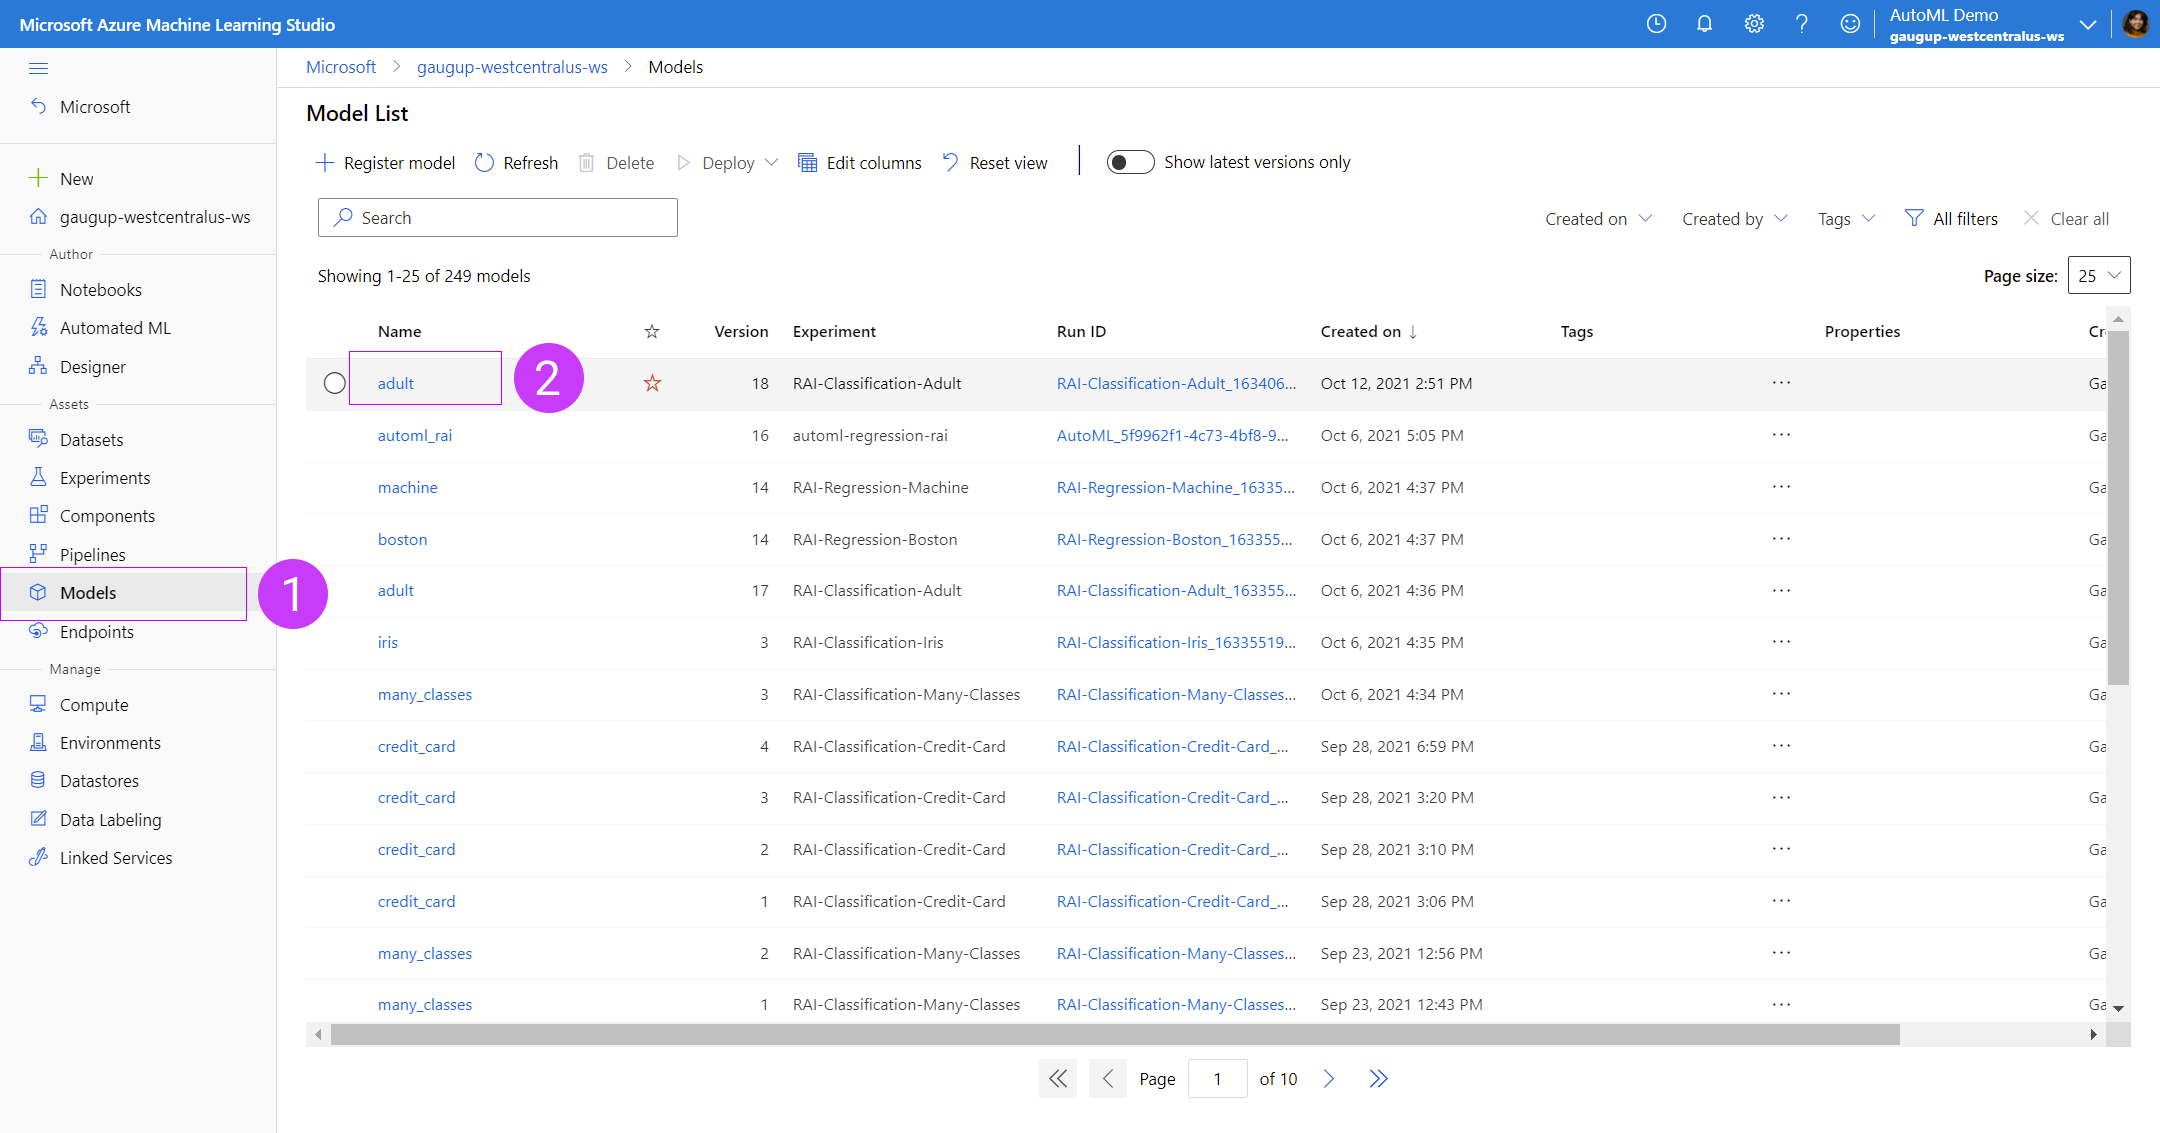 Microsoft Azure Machine Learning Studio
AutoML Demo
gaugup-westcentralus-ws
Microsoft
New
gaugup-westcentralus-ws
Author
Notebooks
Automated ML
Designer
Assets
Datasets
Experiments
Components
Pipelines
Models
1
Endpoints
Manage
Compute
Environments
Datastores
Data Labeling
Linked Services
Microsoft > gaugup-westcentralus-ws > Models
Model List
Register model Refresh Delete Deploy Edit columns Reset view Show latest versions only
Search
Created on Created by Tags All filters Clear all
Showing 1-25 of 249 models
Page size: 25
Name Version Experiment Run ID Created on ↓ Tags Properties Cr
adult 2 18 RAI-Classification-Adult RAI-Classification-Adult_163406... Oct 12, 2021 2:51 PM ... Ga
automl_rai 16 automl-regression-rai AutoML_5f9962f1-4c73-4bf8-9... Oct 6, 2021 5:05 PM ... Ga
machine 14 RAI-Regression-Machine RAI-Regression-Machine_16335... Oct 6, 2021 4:37 PM ... Ga
boston 14 RAI-Regression-Boston RAI-Regression-Boston_163355... Oct 6, 2021 4:37 PM ... Ga
adult 17 RAI-Classification-Adult RAI-Classification-Adult_163355... Oct 6, 2021 4:36 PM ... Ga
iris 3 RAI-Classification-Iris RAI-Classification-Iris_16335519... Oct 6, 2021 4:35 PM ... Ga
many_classes 3 RAI-Classification-Many-Classes RAI-Classification-Many-Classes... Oct 6, 2021 4:34 PM ... Ga
credit_card 4 RAI-Classification-Credit-Card RAI-Classification-Credit-Card_... Sep 28, 2021 6:59 PM ... Ga
credit_card 3 RAI-Classification-Credit-Card RAI-Classification-Credit-Card_... Sep 28, 2021 3:20 PM ... Ga
credit_card 2 RAI-Classification-Credit-Card RAI-Classification-Credit-Card_... Sep 28, 2021 3:10 PM ... Ga
credit_card 1 RAI-Classification-Credit-Card RAI-Classification-Credit-Card_... Sep 28, 2021 3:06 PM ... Ga
many_classes 2 RAI-Classification-Many-Classes RAI-Classification-Many-Classes... Sep 23, 2021 12:56 PM ... Ga
many_classes 1 RAI-Classification-Many-Classes RAI-Classification-Many-Classes... Sep 23, 2021 12:43 PM ... Ga
Page 1 of 10